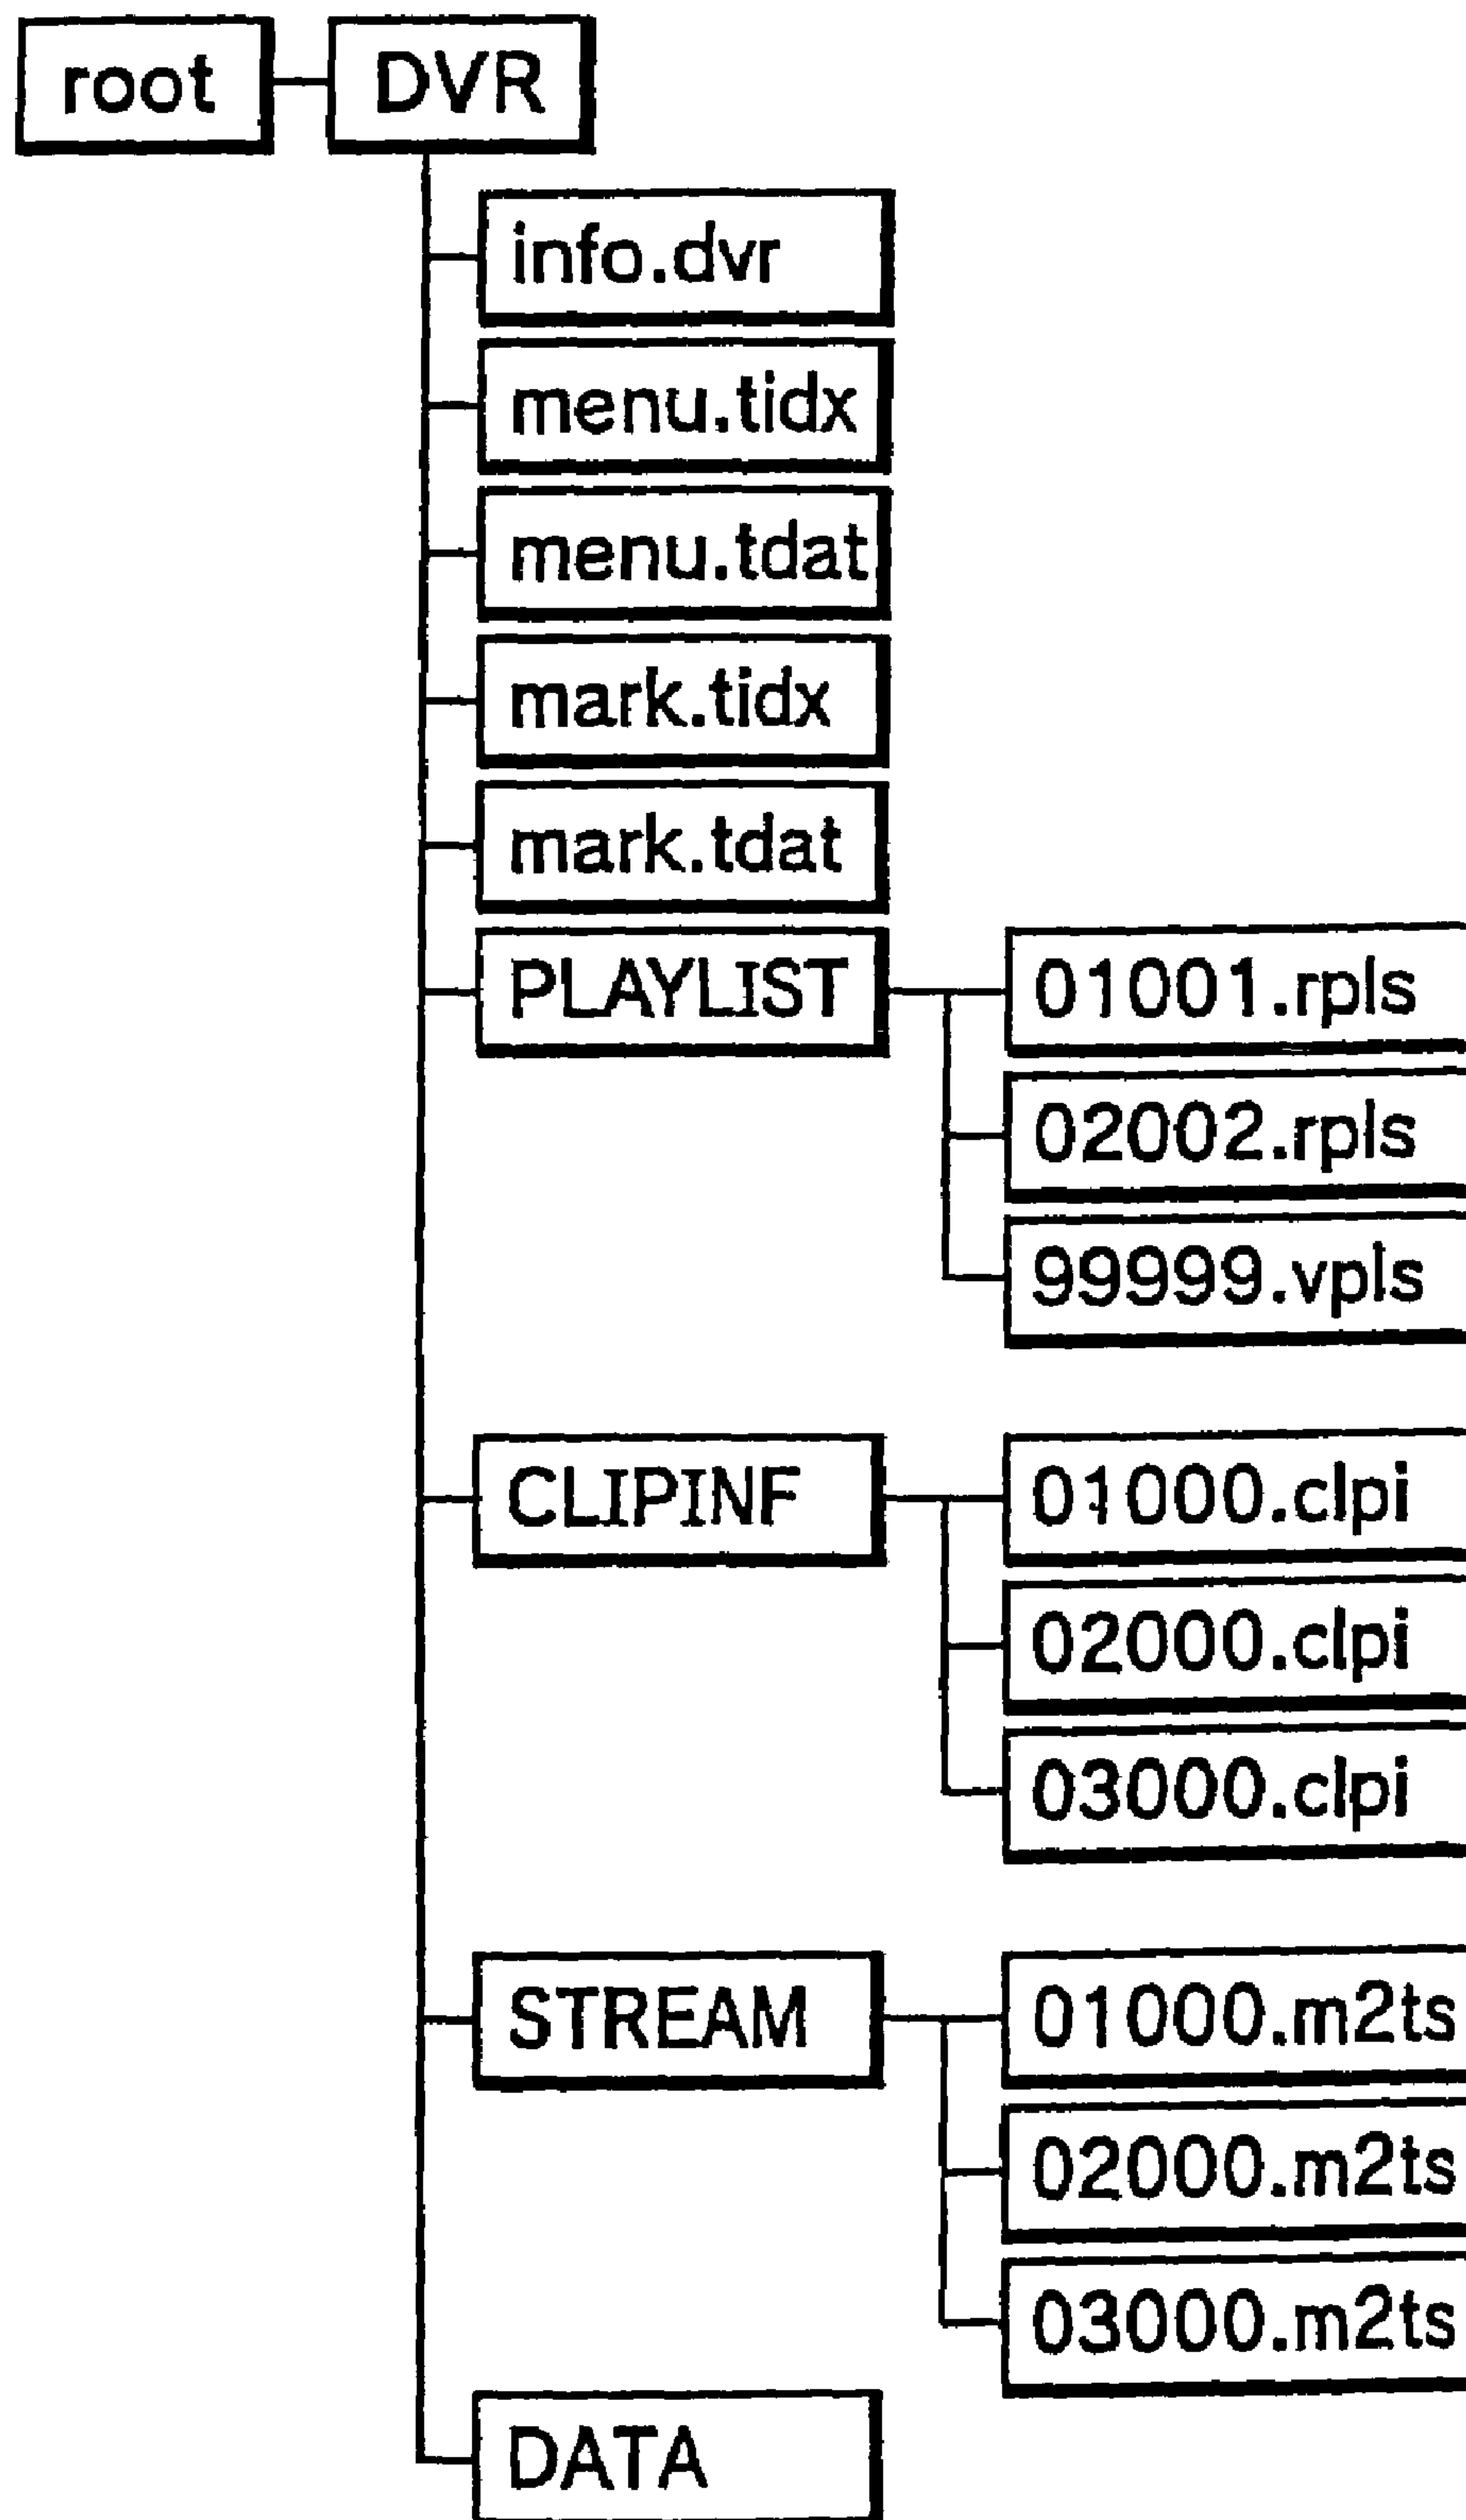 root DVR
info.dvr
menu.tidx
menu.tdat
mark.tidx
mark.tdat
PLAYLIST 01001.rpls
02002.rpls
99999.vpls
CLIPINF 01000.clpi
02000.clpi
03000.clpi
STREAM 01000.m2ts
02000.m2ts
03000.m2ts
DATA